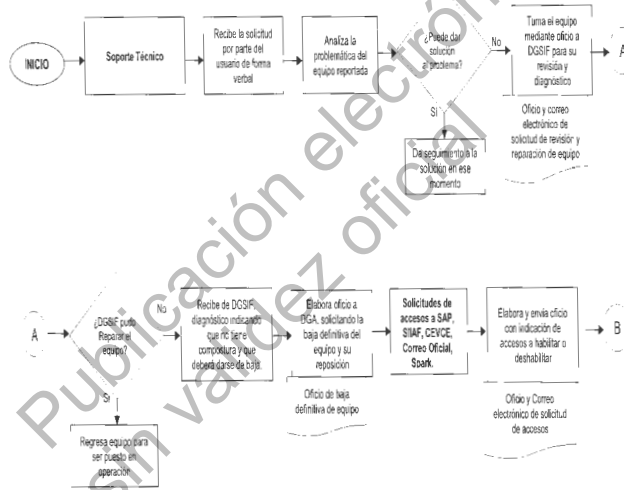 INICIO
Soporte Técnico
Recibe la solicitud
por parte del
usuario de forma
verbal
Analiza la
problemática del
equipo reportada
¿Puede dar
solución
al problema?
No
Turna el equipo
mediante oficio a
DGSIF para su
revisión y
diagnóstico
A
Oficio y correo
electrónico de
solicitud de revisión y
reparación de equipo
Si
Da seguimiento a la
solución en ese
momento
A
¿DGSIF pudo
Reparar el
equipo?
No
Recibe de DGSIF,
diagnóstico indicando
que no tiene
compostura y que
deberá darse de baja
Elabora oficio a
DGA, solicitando la
baja definitiva del
equipo y su
reposición
Oficio de baja
definitiva de equipo
Solicitudes de
accesos a SAP,
SIIAF, CEVCE,
Correo Oficial,
Spark.
Elabora y envía oficio
con indicación de
accesos a habilitar o
deshabilitar
B
Oficio y Correo
electrónico de solicitud
de accesos
Si
Regresa equipo para
ser puesto en
operación
Publicación electrón
sin validez oficial